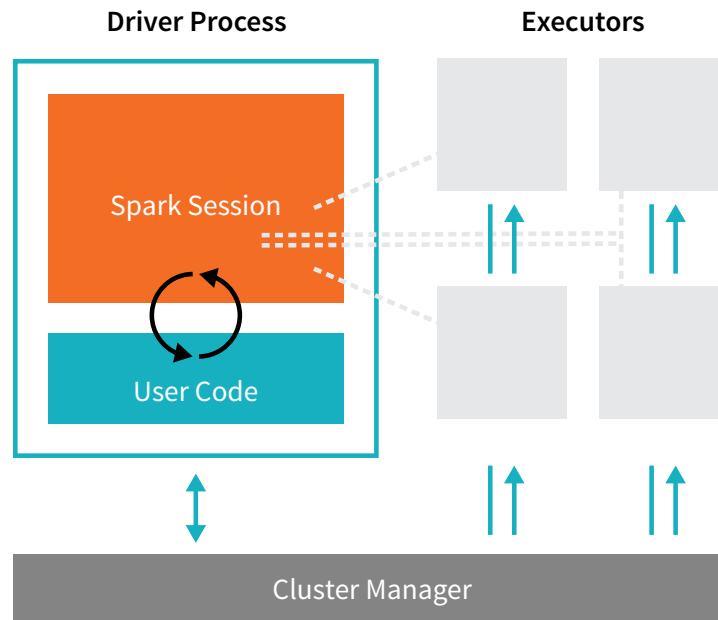 Driver Process
Executors
Spark Session
User Code
Cluster Manager